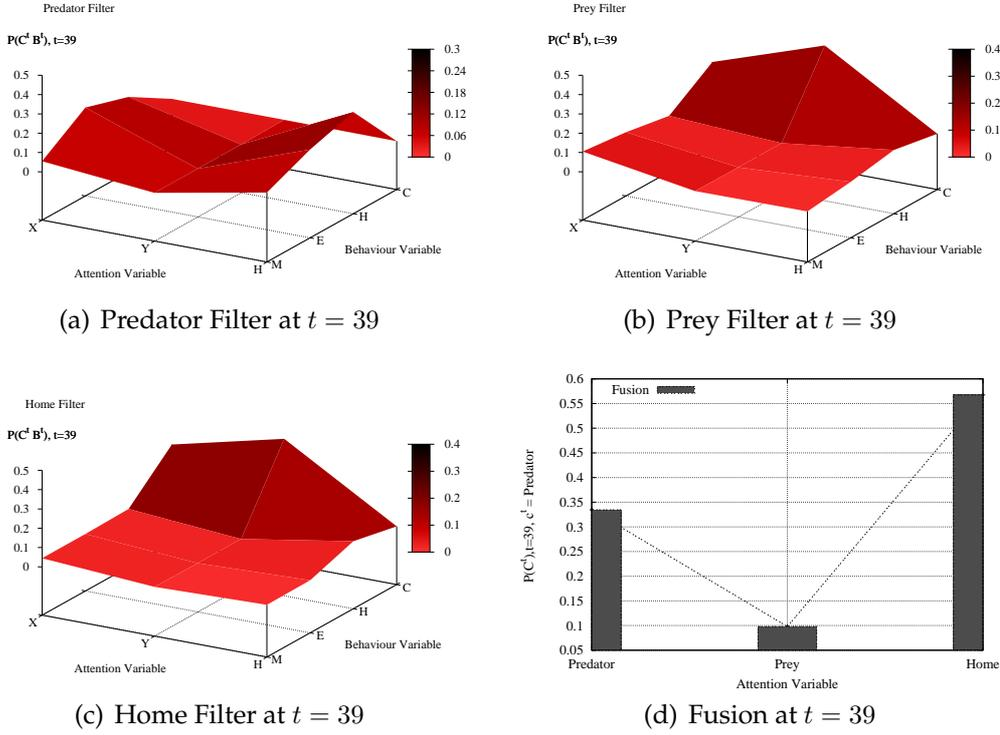 Predator Filter
P(C^t B^t), t=39
0.3
0.24
0.18
0.12
0.06
0
0.5
0.4
0.3
0.2
0.1
0
X
Y
H
M
E
H
C
Attention Variable
Behaviour Variable
(a) Predator Filter at t = 39
Prey Filter
P(C^t B^t), t=39
0.4
0.3
0.2
0.1
0
0.5
0.4
0.3
0.2
0.1
0
X
Y
H
M
E
H
C
Attention Variable
Behaviour Variable
(b) Prey Filter at t = 39
Home Filter
P(C^t B^t), t=39
0.4
0.3
0.2
0.1
0
0.5
0.4
0.3
0.2
0.1
0
X
Y
H
M
E
H
C
Attention Variable
Behaviour Variable
(c) Home Filter at t = 39
Fusion
0.6
0.55
0.5
0.45
0.4
0.35
0.3
0.25
0.2
0.15
0.1
0.05
P(C^t),t=39, c^t = Predator
Predator
Prey
Home
Attention Variable
(d) Fusion at t = 39